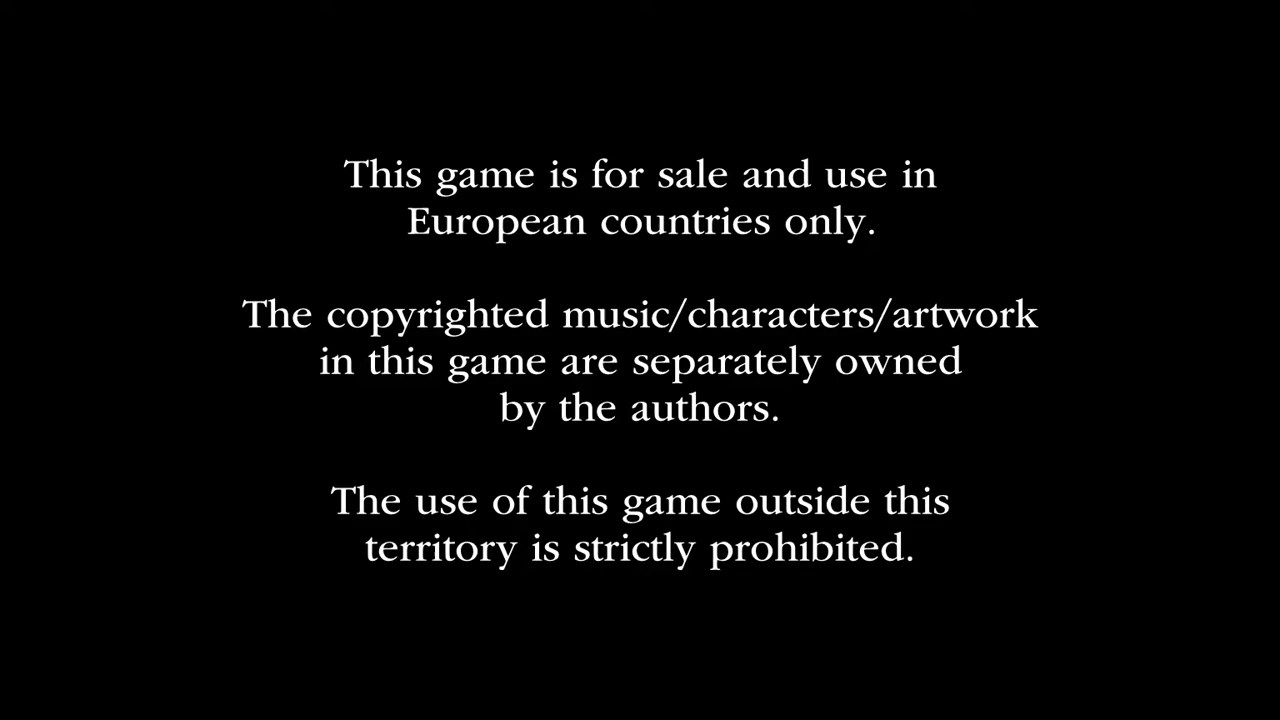 This game is for sale and use in
European countries only.
The copyrighted music/characters/artwork
in this game are separately owned
by the authors.
The use of this game outside this
territory is strictly prohibited.